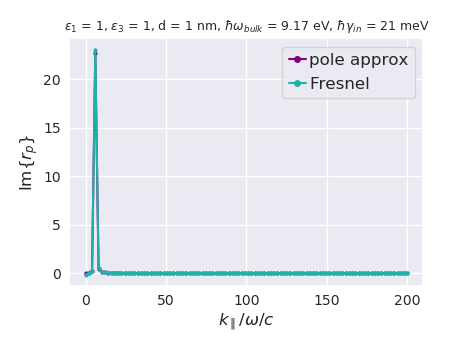 ε₁ = 1, ε₃ = 1, d = 1 nm, ħω_bulk = 9.17 eV, ħγ_in = 21 meV
pole approx
Fresnel
Im{r_p}
20
15
10
5
0
0 50 100 150 200
k_∥/ω/c